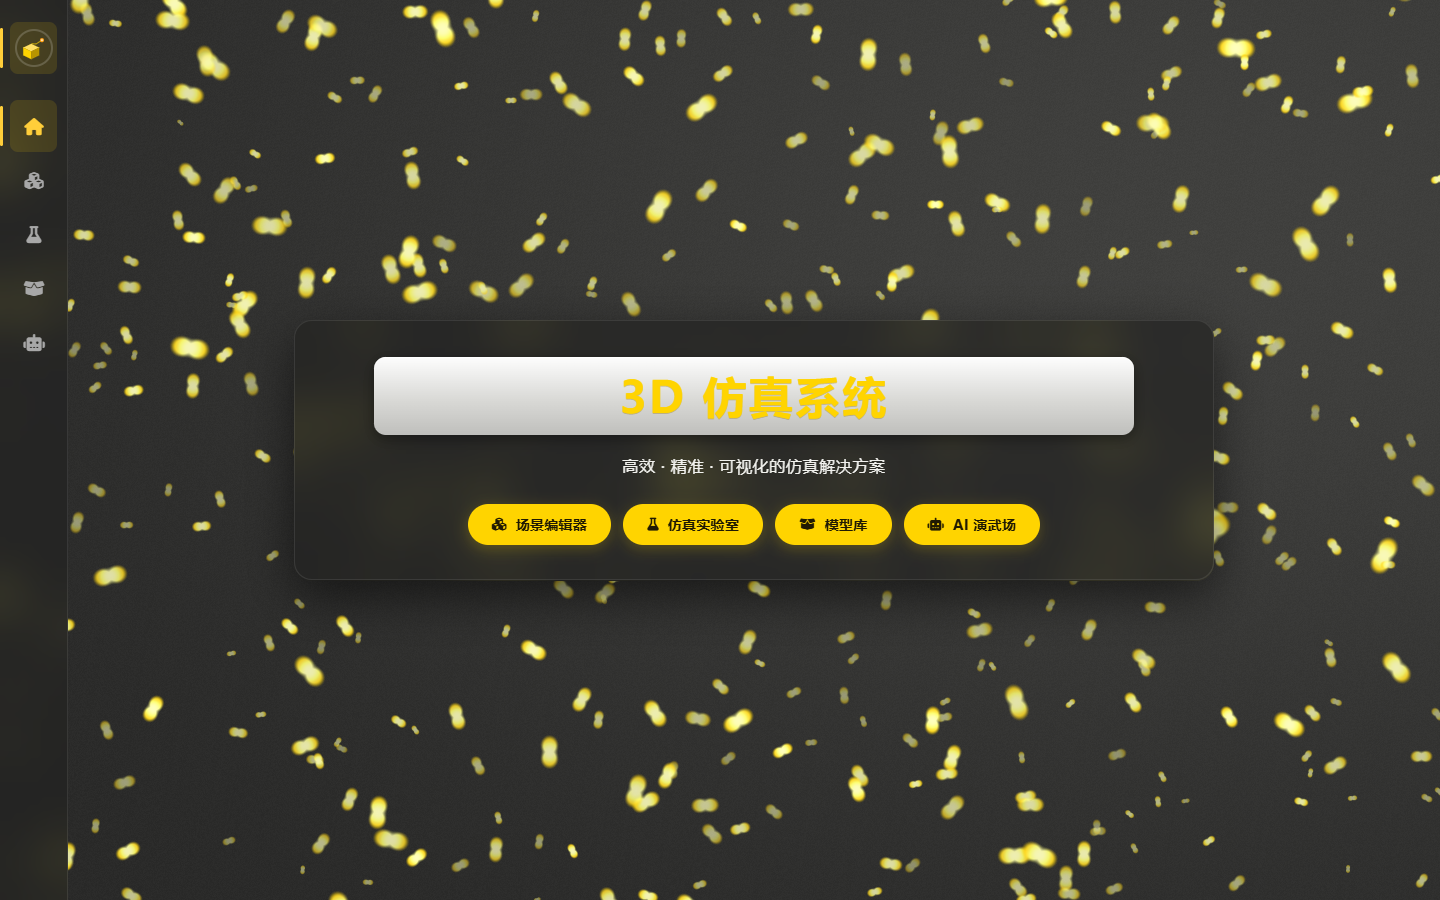 3D 仿真系统
高效 · 精准 · 可视化的仿真解决方案
场景编辑器
仿真实验室
模型库
AI 演武场